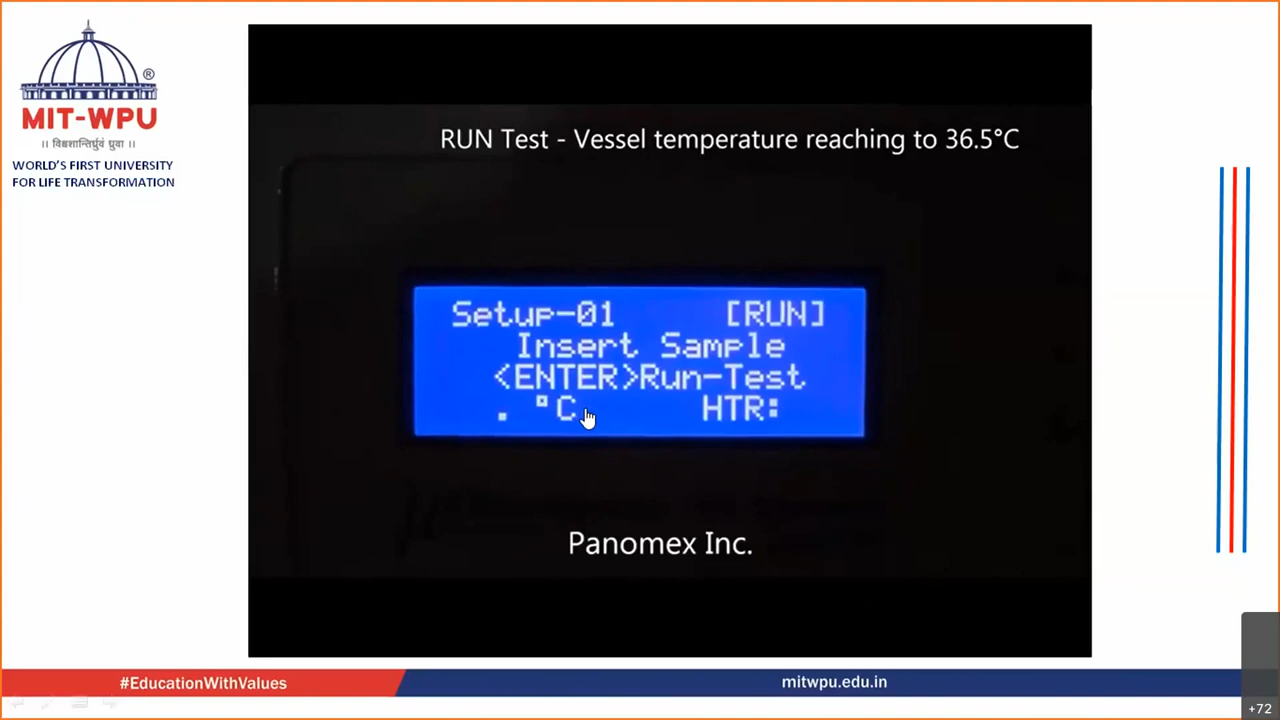 ®
MIT-WPU
|| विश्वशान्तिर्ध्रुवं ध्रुवा ||
WORLD'S FIRST UNIVERSITY
FOR LIFE TRANSFORMATION
RUN Test - Vessel temperature reaching to 36.5°C
Setup-01 [RUN]
Insert Sample
<ENTER>Run-Test
. °C HTR:
Panomex Inc.
#EducationWithValues
mitwpu.edu.in
+72